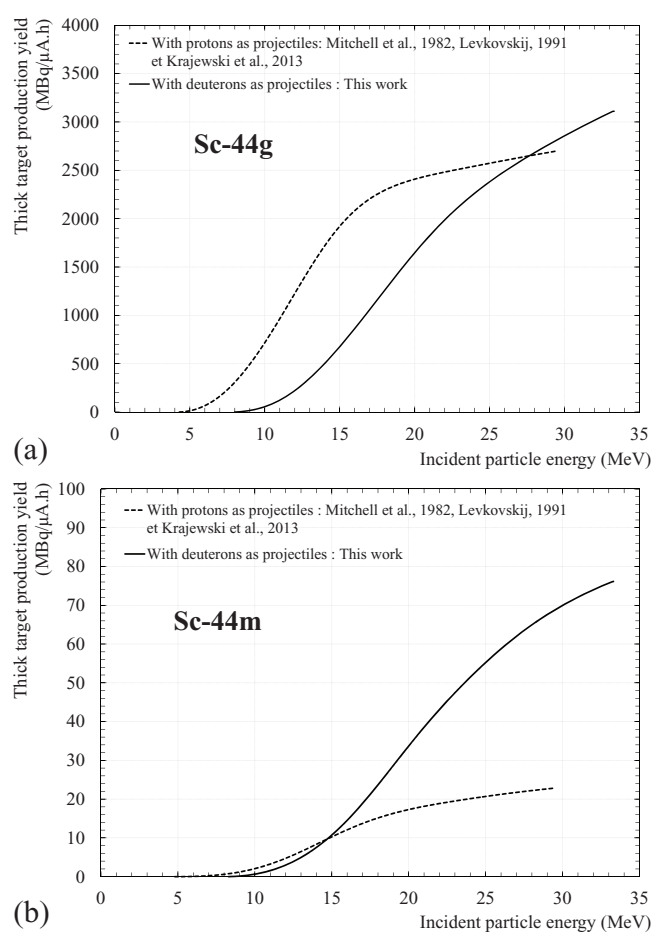 4000
3500
3000
2500
2000
1500
1000
500
0
Thick target production yield
(MBq/μA.h)
With protons as projectiles: Mitchell et al., 1982, Levkovskij, 1991
et Krajewski et al., 2013
With deuterons as projectiles : This work
Sc-44g
0 5 10 15 20 25 30 35
(a)
Incident particle energy (MeV)
100
90
80
70
60
50
40
30
20
10
0
Thick target production yield
(MBq/μA.h)
With protons as projectiles : Mitchell et al., 1982, Levkovskij, 1991
et Krajewski et al., 2013
With deuterons as projectiles : This work
Sc-44m
0 5 10 15 20 25 30 35
(b)
Incident particle energy (MeV)